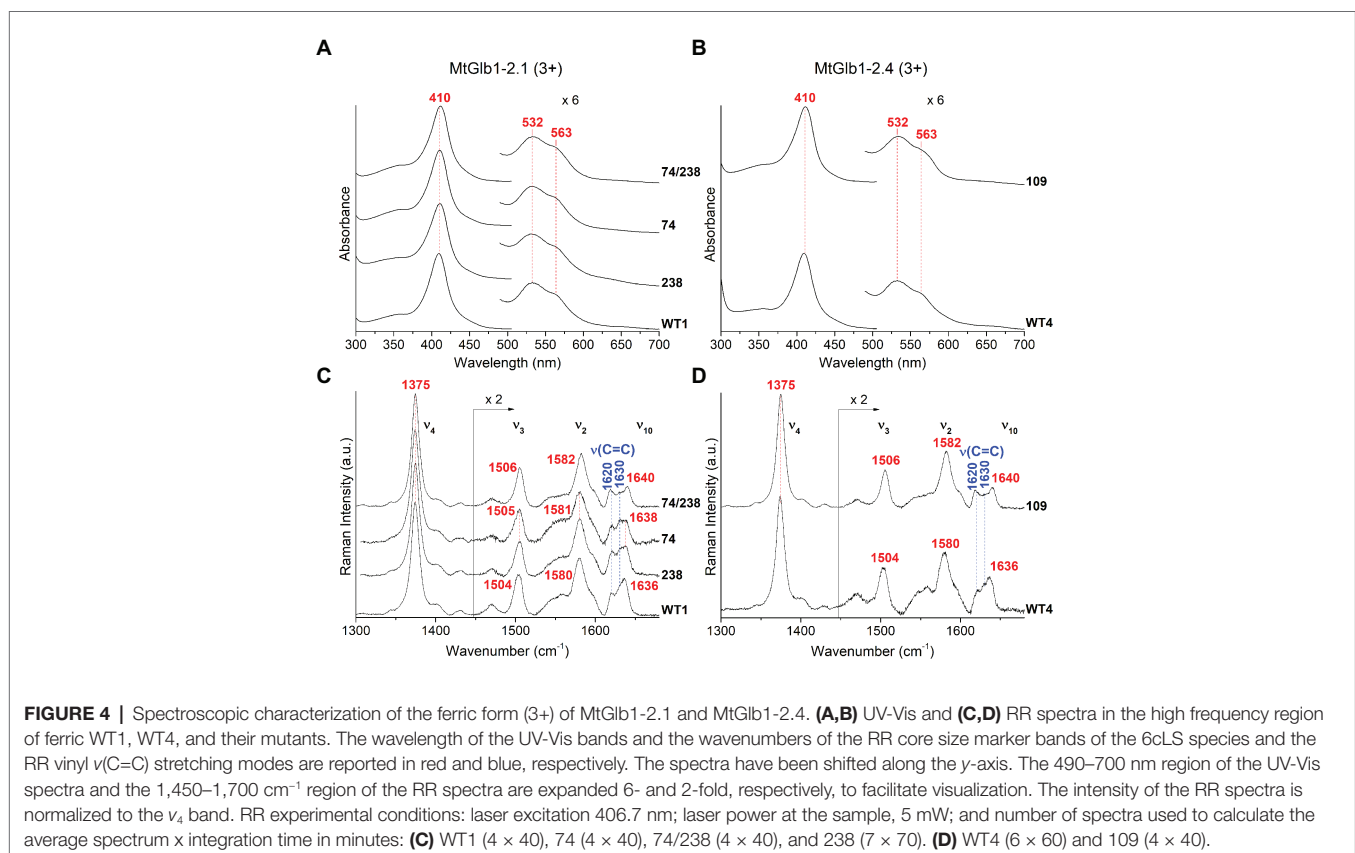 A
MtGlb1-2.1 (3+)
410
x 6
532
563
74/238
74
238
WT1
Absorbance
300 350 400 450 500 550 600 650 700
Wavelength (nm)
B
MtGlb1-2.4 (3+)
410
x 6
532
563
109
WT4
Absorbance
300 350 400 450 500 550 600 650 700
Wavelength (nm)
C
1375
x 2
ν4
ν3
ν2
ν10
ν(C=C)
1506
1582
1620
1630
1640
74/238
1505
1581
1638
74
238
1504
1580
1636
WT1
Raman Intensity (a.u.)
1300 1400 1500 1600
Wavenumber (cm⁻¹)
D
1375
x 2
ν4
ν3
ν2
ν10
ν(C=C)
1506
1582
1620
1630
1640
109
1504
1580
1636
WT4
Raman Intensity (a.u.)
1300 1400 1500 1600
Wavenumber (cm⁻¹)
FIGURE 4 | Spectroscopic characterization of the ferric form (3+) of MtGlb1-2.1 and MtGlb1-2.4. (A,B) UV-Vis and (C,D) RR spectra in the high frequency region
of ferric WT1, WT4, and their mutants. The wavelength of the UV-Vis bands and the wavenumbers of the RR core size marker bands of the 6cLS species and the
RR vinyl ν(C=C) stretching modes are reported in red and blue, respectively. The spectra have been shifted along the y-axis. The 490–700 nm region of the UV-Vis
spectra and the 1,450–1,700 cm⁻¹ region of the RR spectra are expanded 6- and 2-fold, respectively, to facilitate visualization. The intensity of the RR spectra is
normalized to the ν4 band. RR experimental conditions: laser excitation 406.7 nm; laser power at the sample, 5 mW; and number of spectra used to calculate the
average spectrum x integration time in minutes: (C) WT1 (4 × 40), 74 (4 × 40), 74/238 (4 × 40), and 238 (7 × 70). (D) WT4 (6 × 60) and 109 (4 × 40).